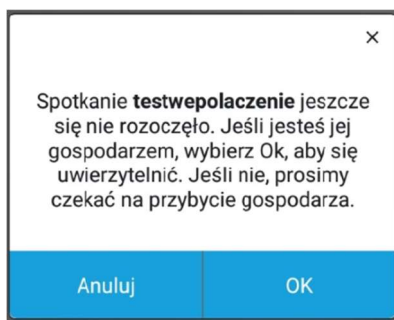 Spotkanie testwepolaczenie jeszcze
się nie rozoczęło. Jeśli jesteś jej
gospodarzem, wybierz Ok, aby się
uwierzytelnić. Jeśli nie, prosimy
czekać na przybycie gospodarza.
Anuluj OK